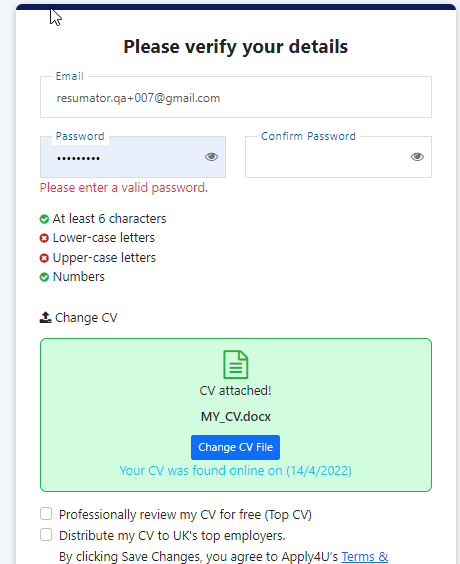 Please verify your details
Email
resumator.qa+007@gmail.com
Password
Confirm Password
•••••••••
Please enter a valid password.
At least 6 characters
Lower-case letters
Upper-case letters
Numbers
Change CV
CV attached!
MY_CV.docx
Change CV File
Your CV was found online on (14/4/2022)
Professionally review my CV for free (Top CV)
Distribute my CV to UK's top employers.
By clicking Save Changes, you agree to Apply4U's Terms &